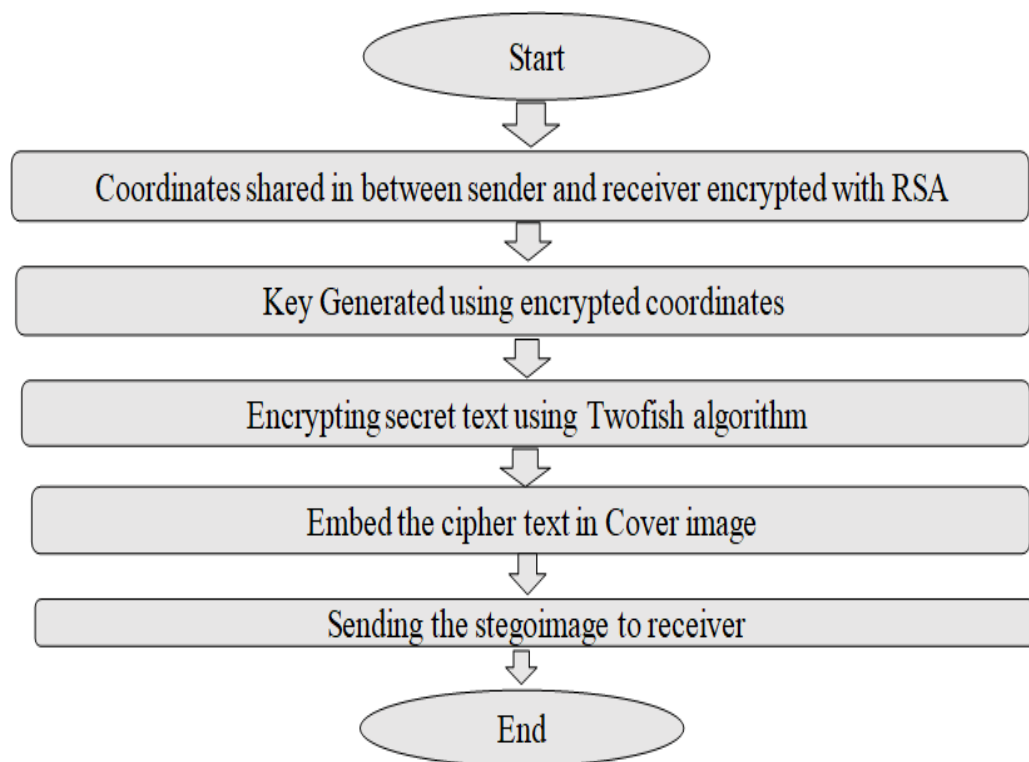 Start
Coordinates shared in between sender and receiver encrypted with RSA
Key Generated using encrypted coordinates
Encrypting secret text using Twofish algorithm
Embed the cipher text in Cover image
Sending the stegoimage to receiver
End